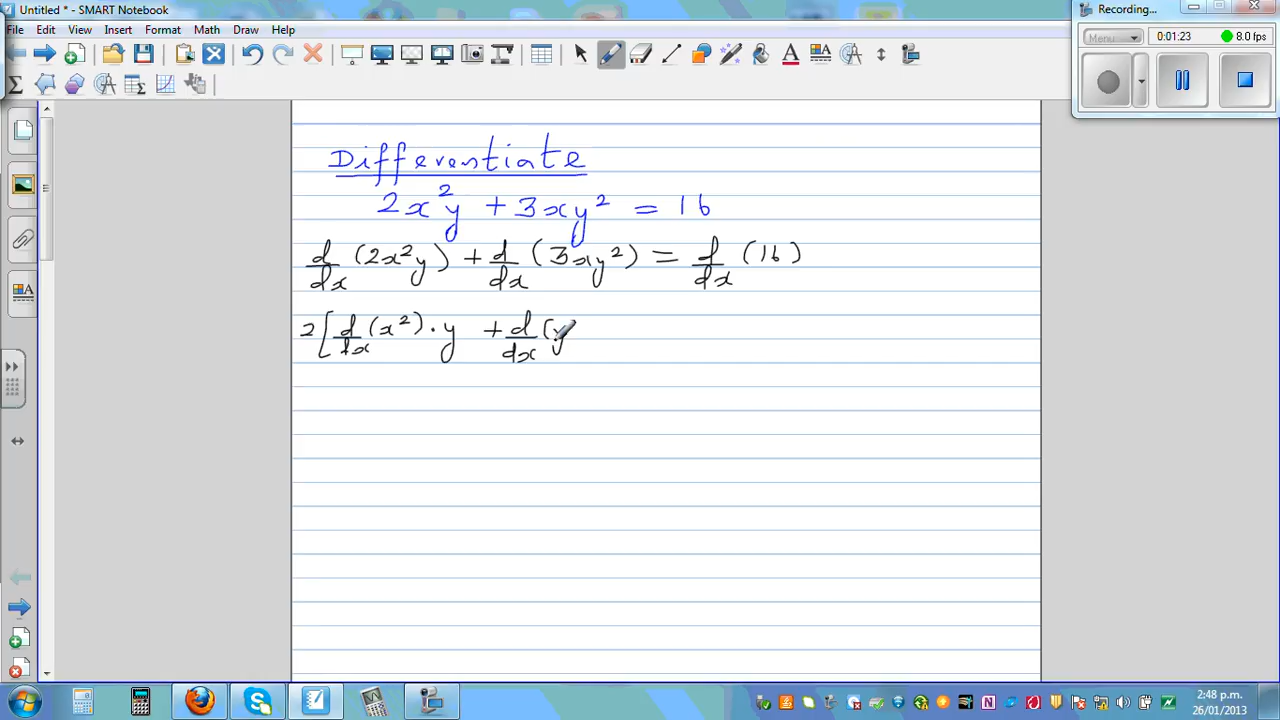 Untitled * - SMART Notebook
Recording...
File Edit View Insert Format Math Draw Help
Menu
0:01:23
8.0 fps
Differentiate
2x²y + 3xy² = 16
d/dx (2x²y) + d/dx (3xy²) = d/dx (16)
2[d/dx (x²) · y + d/dx (y
2:48 p.m.
26/01/2013